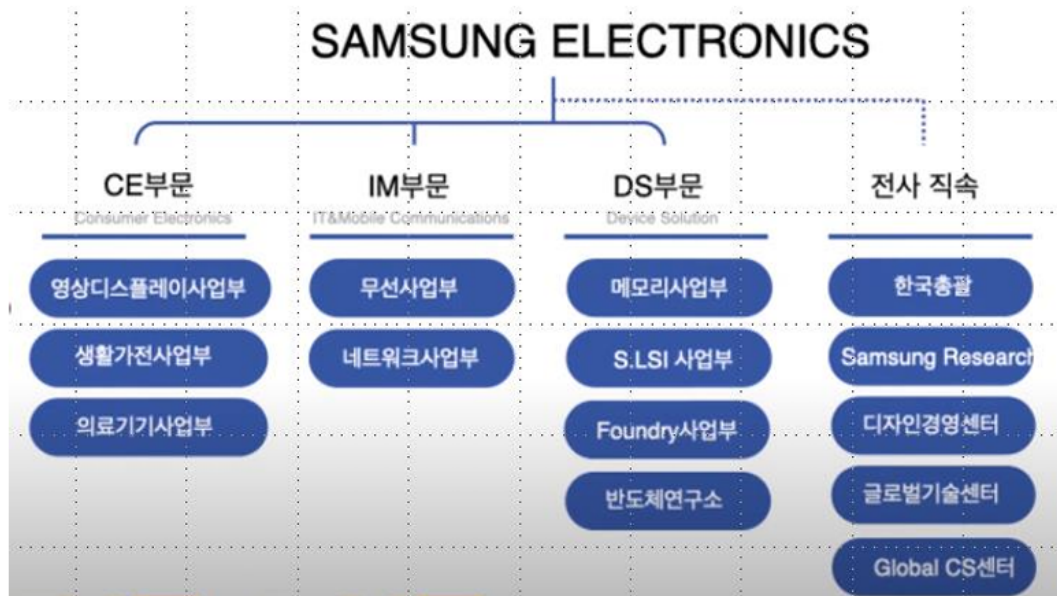 SAMSUNG ELECTRONICS
CE부문
Consumer Electronics
영상디스플레이사업부
생활가전사업부
의료기기사업부
IM부문
IT&Mobile Communications
무선사업부
네트워크사업부
DS부문
Device Solution
메모리사업부
S.LSI 사업부
Foundry사업부
반도체연구소
전사 직속
한국총괄
Samsung Research
디자인경영센터
글로벌기술센터
Global CS센터